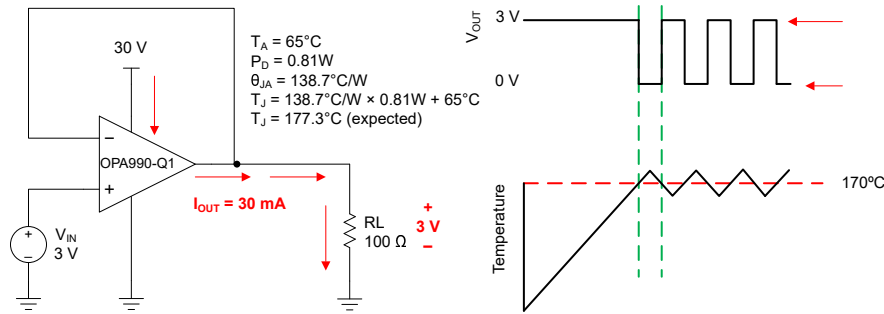 30 V
T_A = 65°C
P_D = 0.81W
θ_JA = 138.7°C/W
T_J = 138.7°C/W × 0.81W + 65°C
T_J = 177.3°C (expected)
–
OPA990-Q1
+
I_OUT = 30 mA
+
–
V_IN
3 V
RL
100 Ω
+
3 V
–
V_OUT
3 V
0 V
Temperature
170ºC